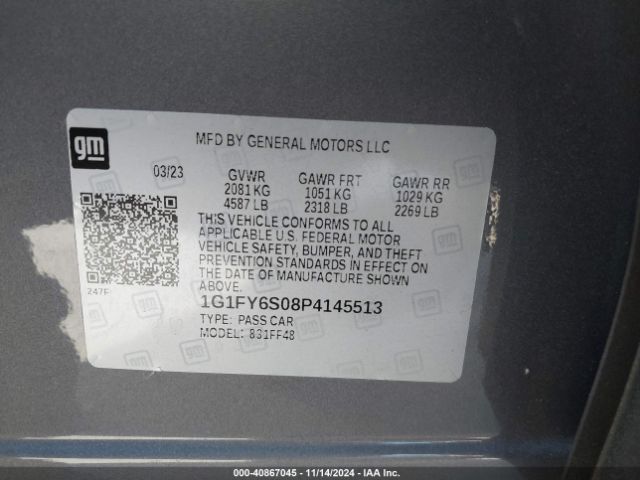 gm
MFD BY GENERAL MOTORS LLC
03/23 GVWR GAWR FRT GAWR RR
2081 KG 1051 KG 1029 KG
4587 LB 2318 LB 2269 LB
THIS VEHICLE CONFORMS TO ALL
APPLICABLE U.S. FEDERAL MOTOR
VEHICLE SAFETY, BUMPER, AND THEFT
PREVENTION STANDARDS IN EFFECT ON
THE DATE OF MANUFACTURE SHOWN
ABOVE.
247F
1G1FY6S08P4145513
TYPE: PASS CAR
MODEL: 831FF48
000-40867045 - 11/14/2024 - IAA Inc.